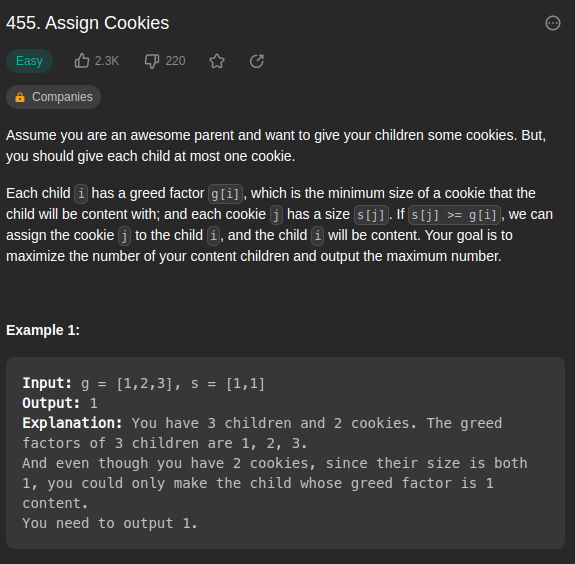 455. Assign Cookies
Easy 2.3K 220
Companies
Assume you are an awesome parent and want to give your children some cookies. But,
you should give each child at most one cookie.
Each child i has a greed factor g[i], which is the minimum size of a cookie that the
child will be content with; and each cookie j has a size s[j]. If s[j] >= g[i], we can
assign the cookie j to the child i, and the child i will be content. Your goal is to
maximize the number of your content children and output the maximum number.
Example 1:
Input: g = [1,2,3], s = [1,1]
Output: 1
Explanation: You have 3 children and 2 cookies. The greed
factors of 3 children are 1, 2, 3.
And even though you have 2 cookies, since their size is both
1, you could only make the child whose greed factor is 1
content.
You need to output 1.